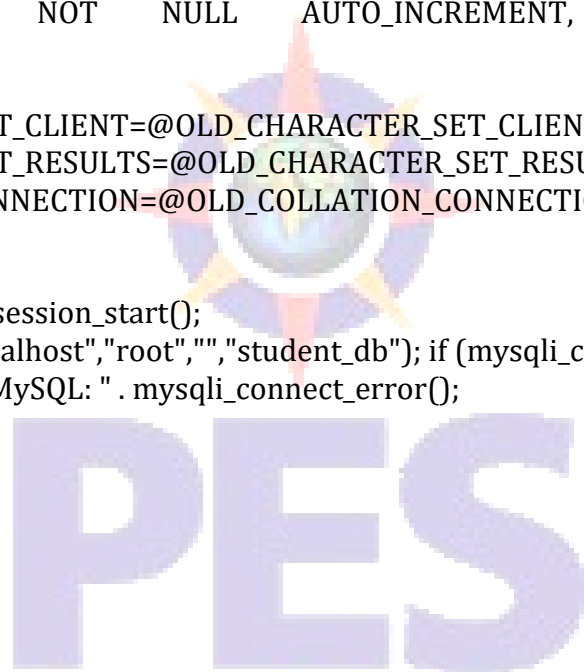 NOT NULL AUTO_INCREMENT,
T_CLIENT=@OLD_CHARACTER_SET_CLIEN
T_RESULTS=@OLD_CHARACTER_SET_RESU
NNECTION=@OLD_COLLATION_CONNECTI
session_start();
alhost","root","","student_db"); if (mysqli_c
MySQL: " . mysqli_connect_error();
PES